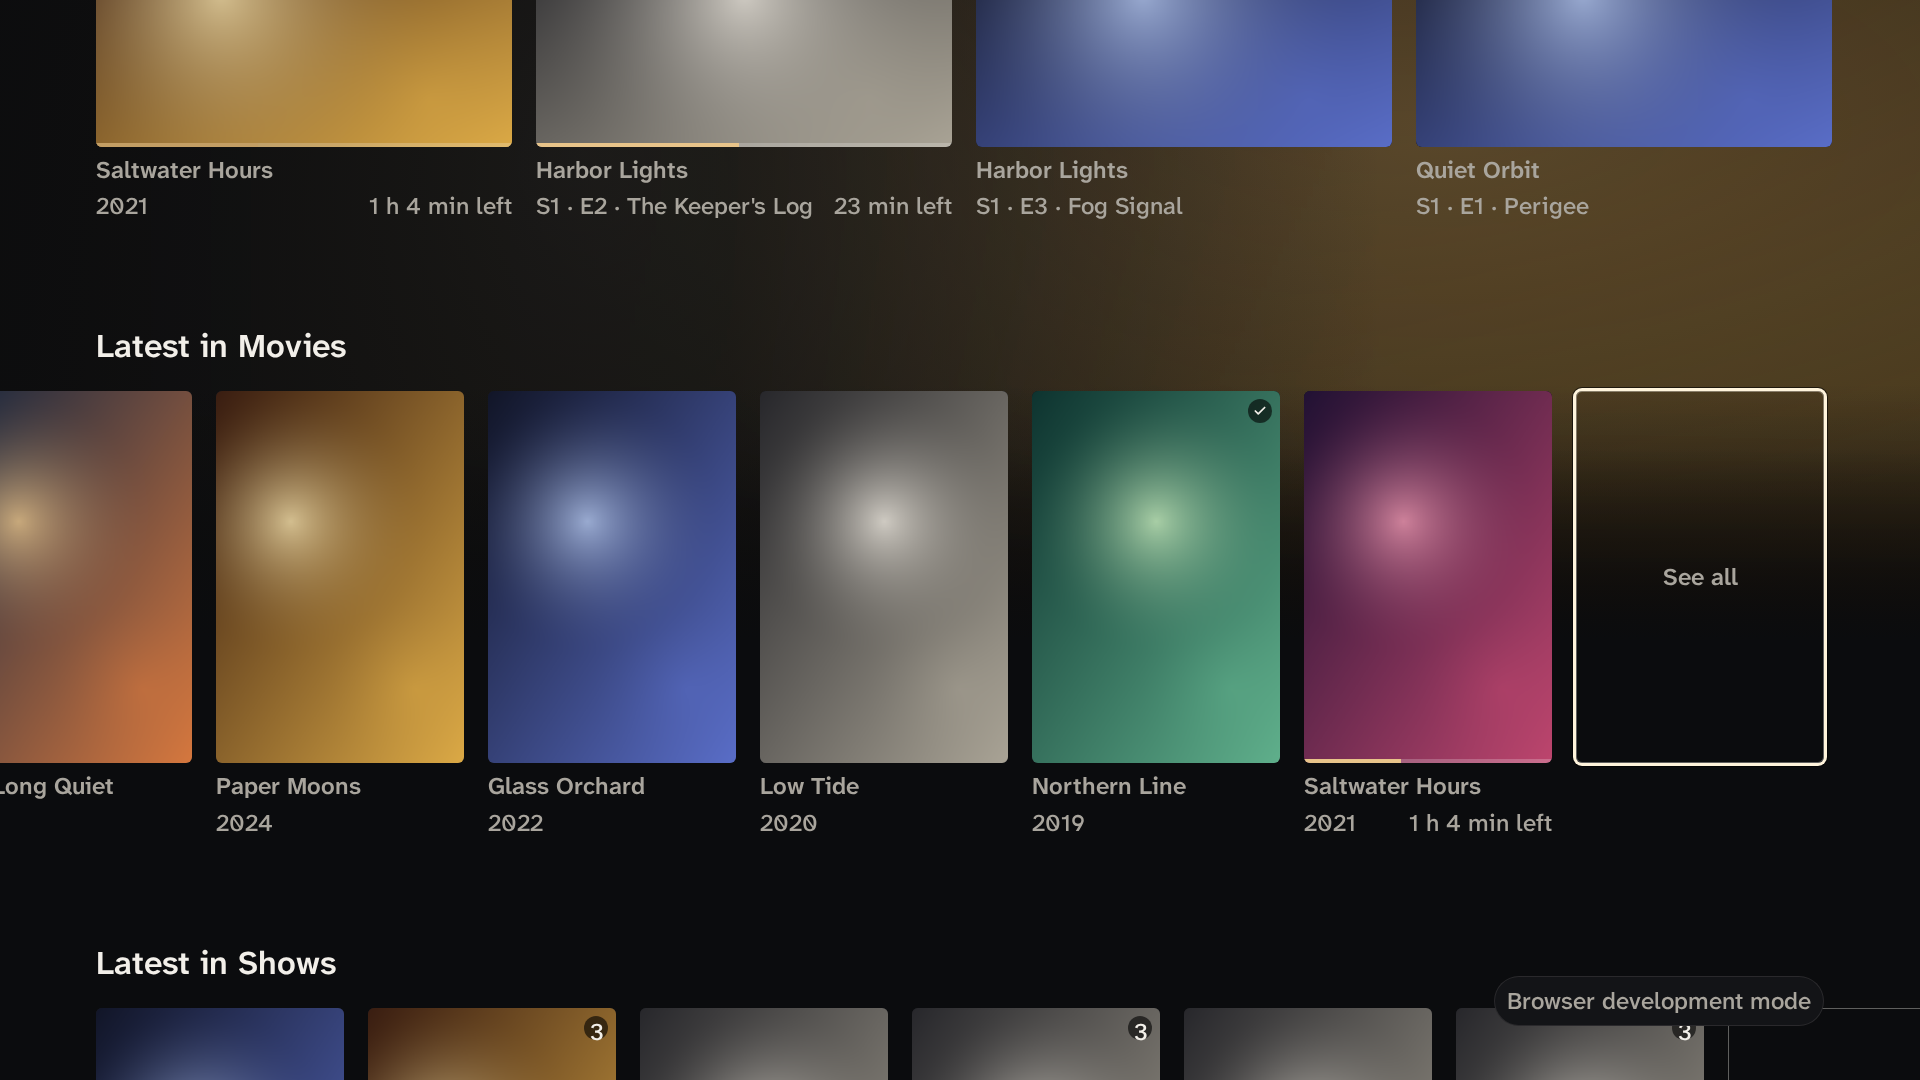 Saltwater Hours
2021 1 h 4 min left
Harbor Lights
S1 · E2 · The Keeper's Log 23 min left
Harbor Lights
S1 · E3 · Fog Signal
Quiet Orbit
S1 · E1 · Perigee
Latest in Movies
Long Quiet
Paper Moons
2024
Glass Orchard
2022
Low Tide
2020
Northern Line
2019
Saltwater Hours
2021 1 h 4 min left
See all
Latest in Shows
Browser development mode
3
3
3